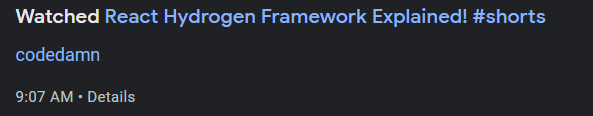 Watched React Hydrogen Framework Explained! #shorts
codedamn
9:07 AM • Details